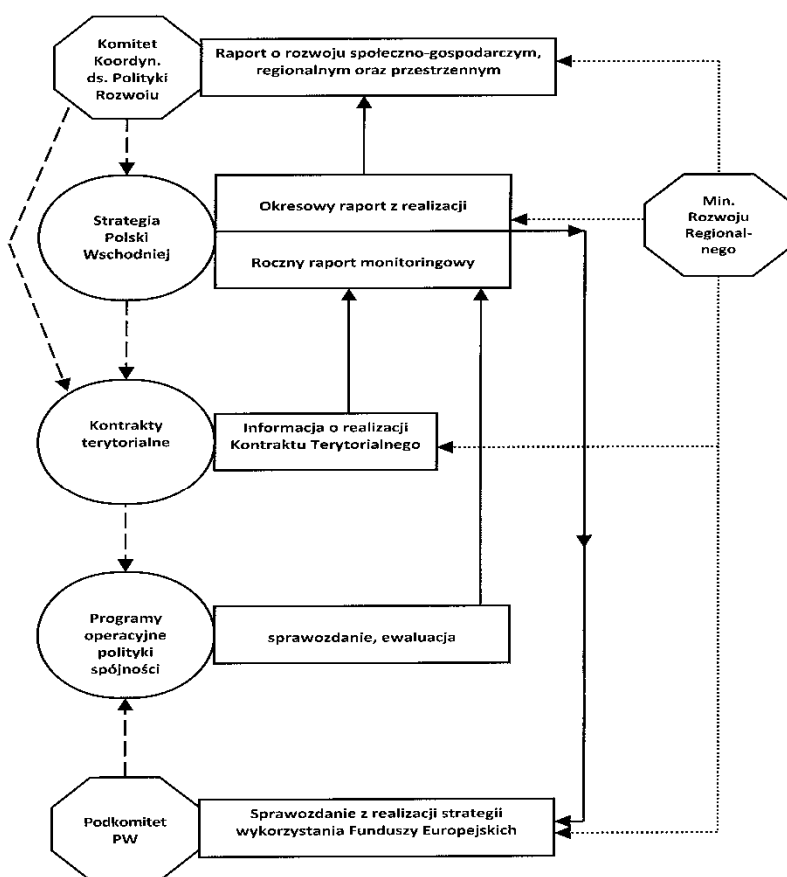 Komitet
Koordyn.
ds. Polityki
Rozwoiu
Raport o rozwoju społeczno-gospodarczym,
regionalnym oraz przestrzennym
Strategia
Polski
Wschodniej
Okresowy raport z realizacji
Roczny raport monitoringowy
Min.
Rozwoju
Regional-
nego
Kontrakty
terytorialne
Informacja o realizacji
Kontraktu Terytorialnego
Programy
operacyjne
polityki
spójności
sprawozdanie, ewaluacja
Podkomitet
PW
Sprawozdanie z realizacji strategii
wykorzystania Funduszy Europejskich